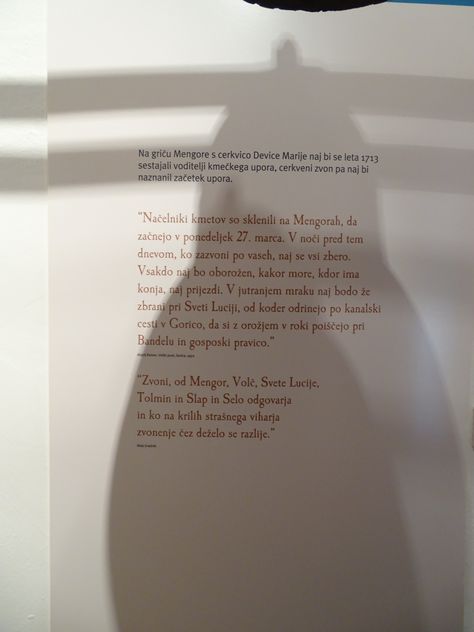 Na griču Mengore s cerkvico Device Marije naj bi se leta 1713
sestajali voditelji kmečkega upora, cerkveni zvon pa naj bi
naznanil začetek upora.
“Načelniki kmetov so sklenili na Mengorah, da
začnejo v ponedeljek 27. marca. V noči pred tem
dnevom, ko zazvoni po vaseh, naj se vsi zbero.
Vsakdo naj bo oborožen, kakor more, kdor ima
konja, naj prijezdi. V jutranjem mraku naj bodo že
zbrani pri Sveti Luciji, od koder odrinejo po kanalski
cesti v Gorico, da si z orožjem v roki poiščejo pri
Bandelu in gosposki pravico.”
“Zvoni, od Mengor, Volč, Svete Lucije,
Tolmin in Slap in Selo odgovarja
in ko na krilih strašnega viharja
zvonenje čez deželo se razlije.”